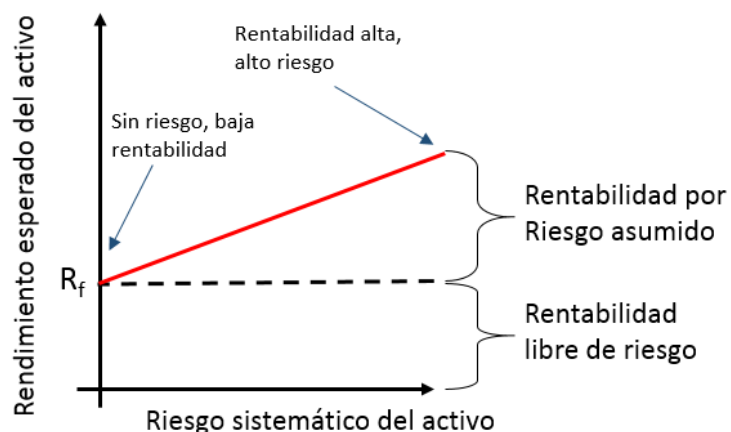 Rendimiento esperado del activo
Rentabilidad alta,
alto riesgo
Sin riesgo, baja
rentabilidad
Rentabilidad por
Riesgo asumido
Rf
Rentabilidad
libre de riesgo
Riesgo sistemático del activo